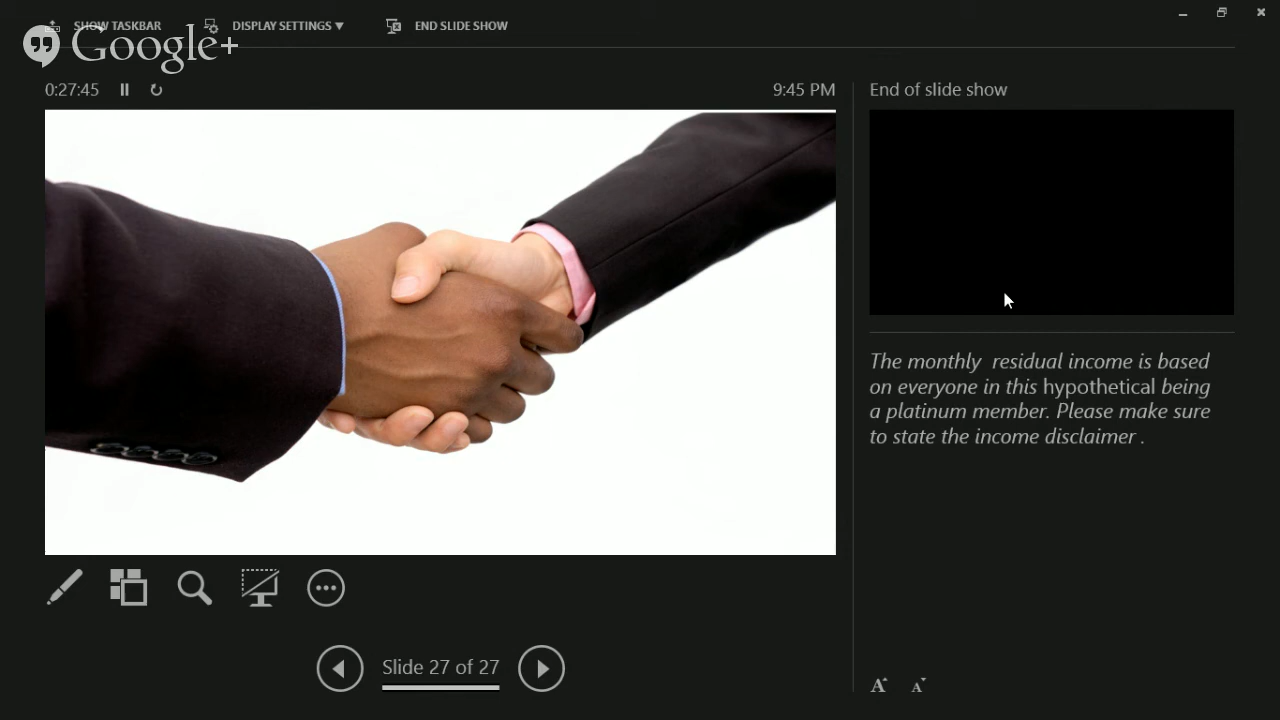 SHOW TASKBAR DISPLAY SETTINGS ▼ END SLIDE SHOW
Google+
0:27:45 9:45 PM
End of slide show
The monthly residual income is based
on everyone in this hypothetical being
a platinum member. Please make sure
to state the income disclaimer .
Slide 27 of 27
A A